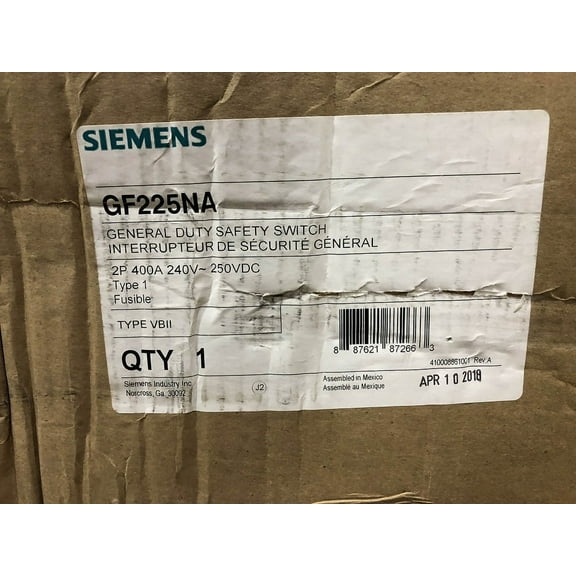 SIEMENS
GF225NA
GENERAL DUTY SAFETY SWITCH
INTERRUPTEUR DE SÉCURITÉ GÉNÉRAL
2P 400A 240V~ 250VDC
Type 1
Fusible
TYPE VBII
QTY 1
8 87621 87266 3
410008861001 Rev.A
Siemens Industry Inc
Norcross, Ga. 30092
J2
Assembled in Mexico
Assemblé au Mexique
APR 10 2018